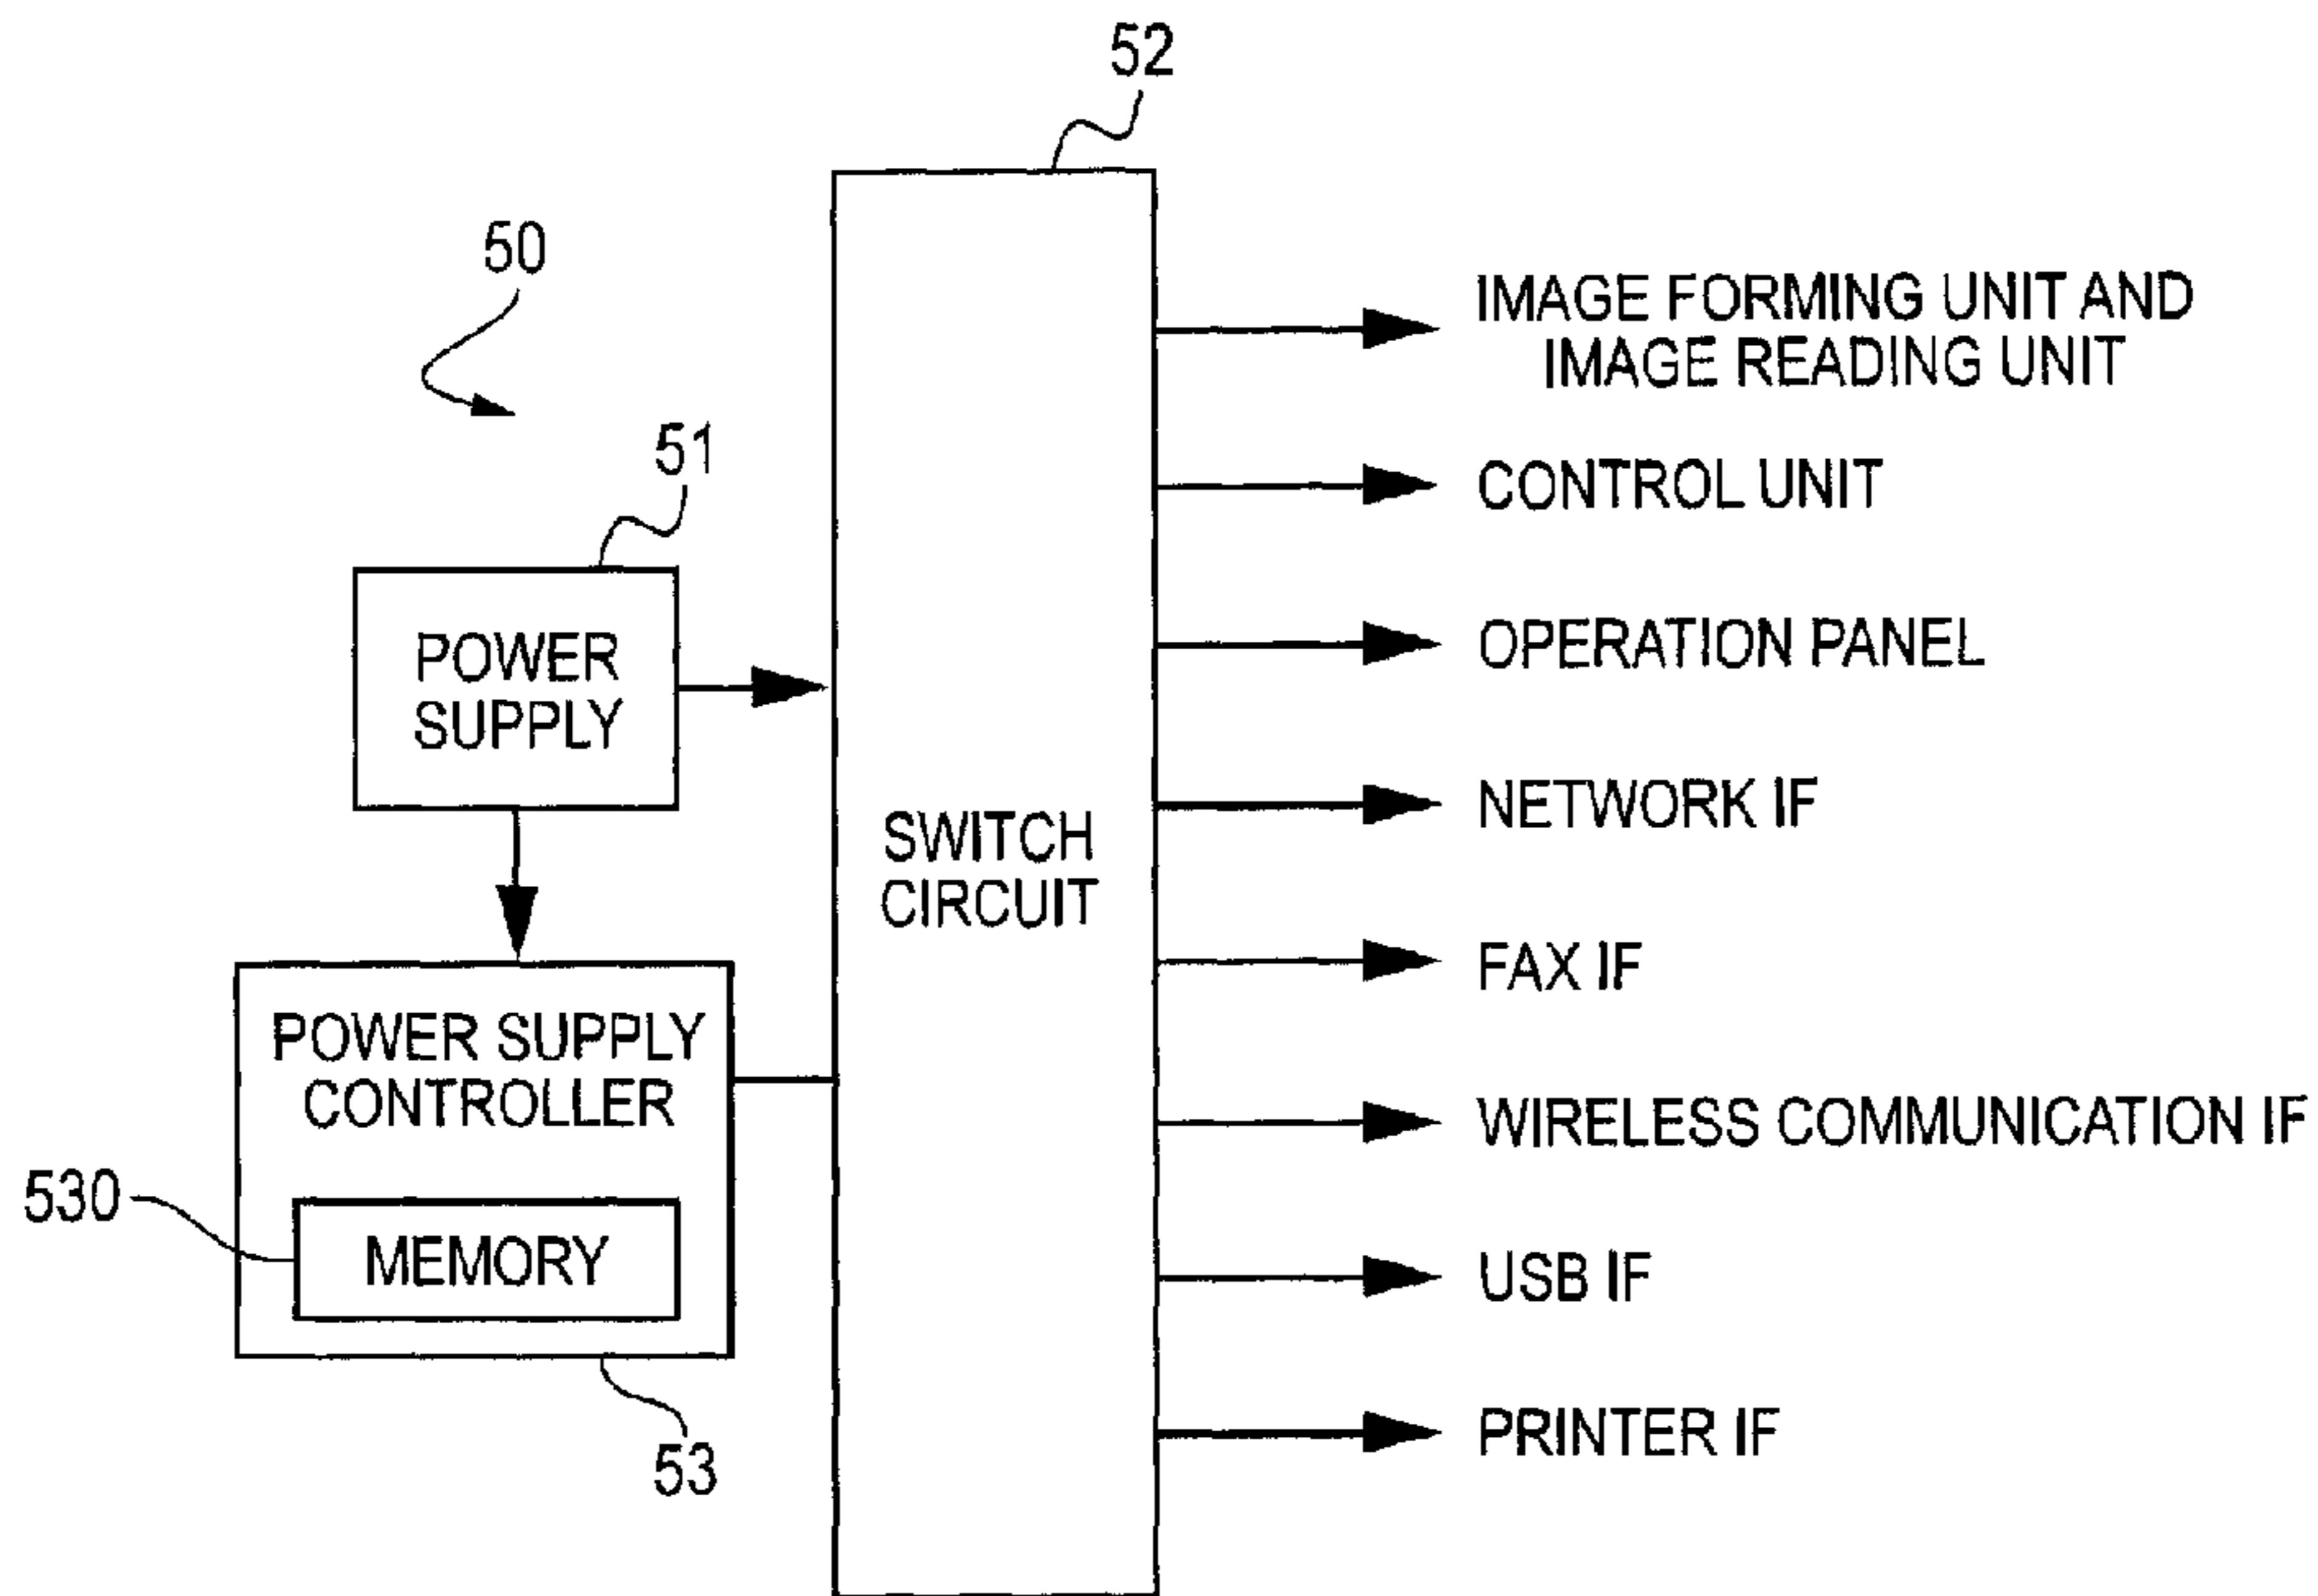 52
50
51
POWER
SUPPLY
SWITCH
CIRCUIT
POWER SUPPLY
CONTROLLER
530
MEMORY
53
IMAGE FORMING UNIT AND
IMAGE READING UNIT
CONTROL UNIT
OPERATION PANEL
NETWORK IF
FAX IF
WIRELESS COMMUNICATION IF
USB IF
PRINTER IF